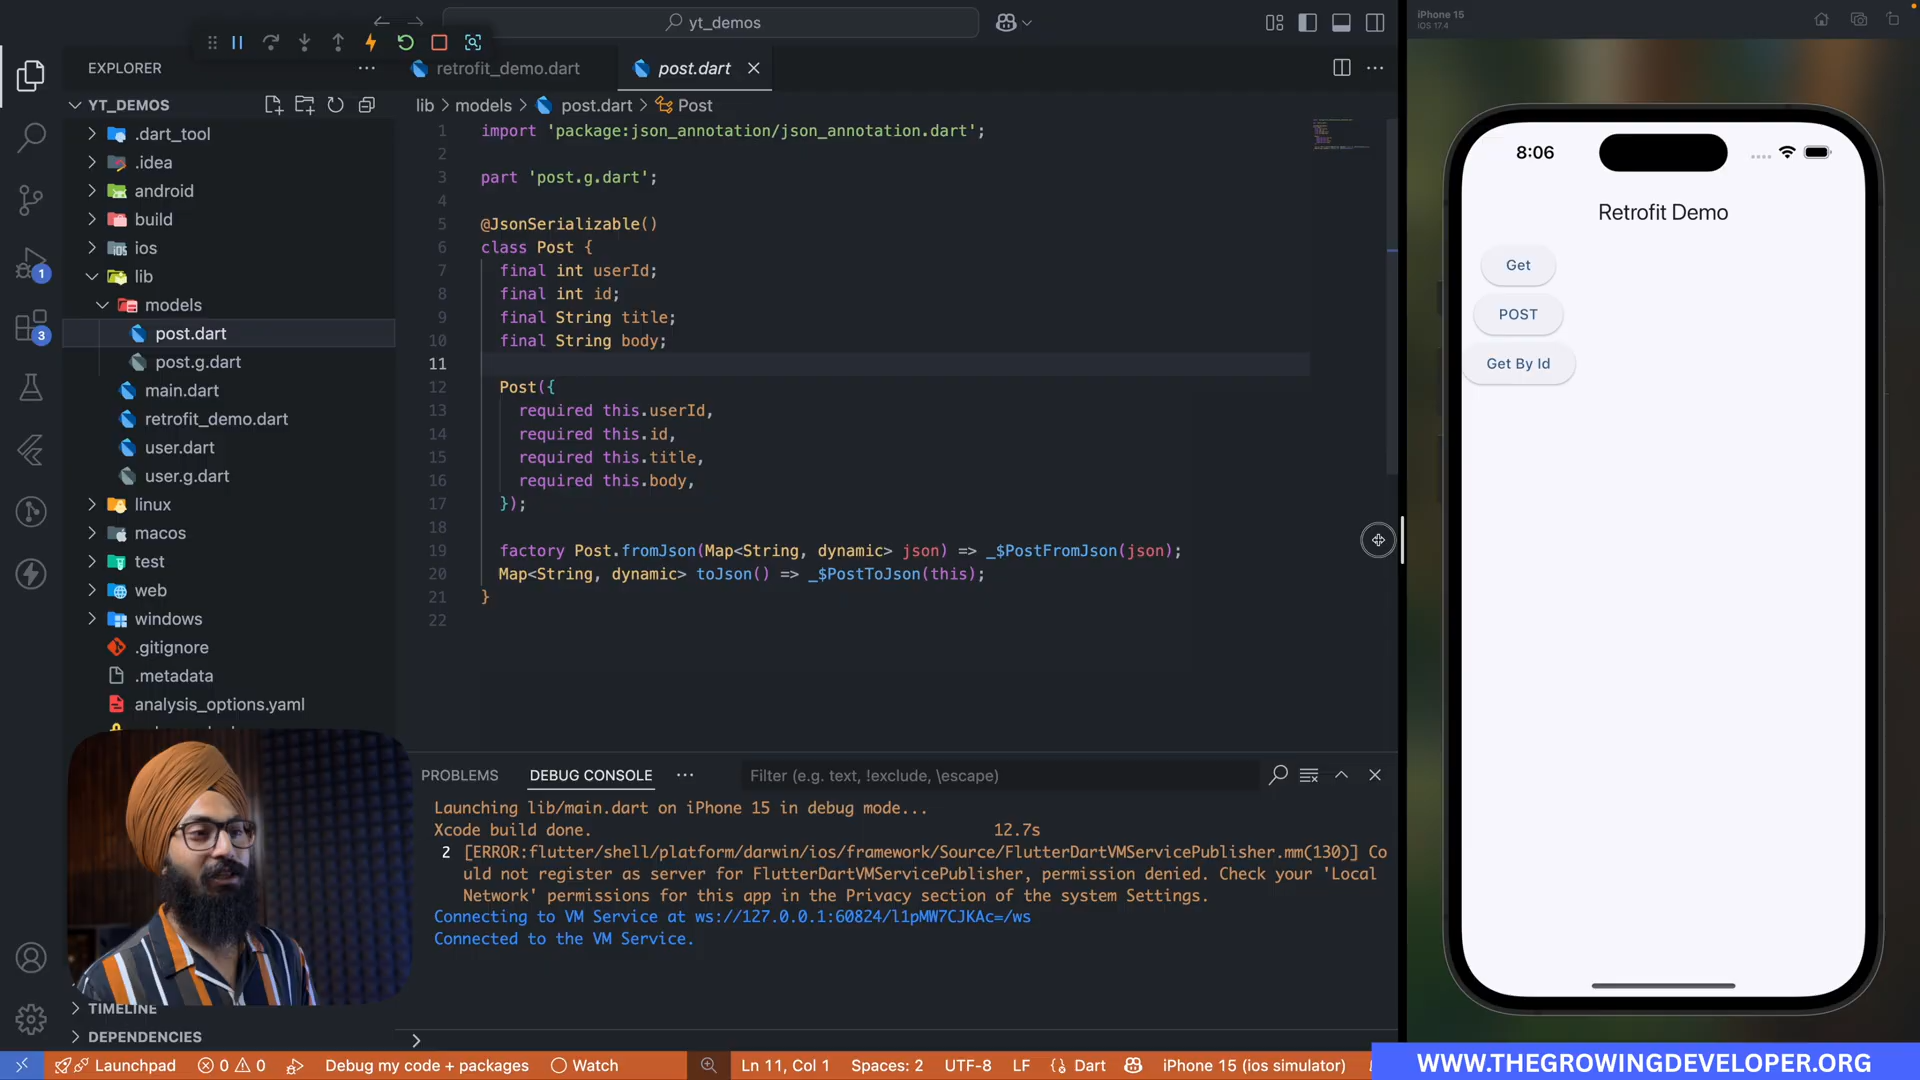 yt_demos
EXPLORER
retrofit_demo.dart
post.dart
YT_DEMOS
lib > models > post.dart > Post
.dart_tool
.idea
android
build
ios
lib
models
post.dart
post.g.dart
main.dart
retrofit_demo.dart
user.dart
user.g.dart
linux
macos
test
web
windows
.gitignore
.metadata
analysis_options.yaml
TIMELINE
DEPENDENCIES
1
3
1 import 'package:json_annotation/json_annotation.dart';
2
3 part 'post.g.dart';
4
5 @JsonSerializable()
6 class Post {
7 final int userId;
8 final int id;
9 final String title;
10 final String body;
11
12 Post({
13 required this.userId,
14 required this.id,
15 required this.title,
16 required this.body,
17 });
18
19 factory Post.fromJson(Map<String, dynamic> json) => _$PostFromJson(json);
20 Map<String, dynamic> toJson() => _$PostToJson(this);
21 }
22
PROBLEMS DEBUG CONSOLE
Filter (e.g. text, !exclude, \escape)
Launching lib/main.dart on iPhone 15 in debug mode...
Xcode build done. 12.7s
2 [ERROR:flutter/shell/platform/darwin/ios/framework/Source/FlutterDartVMServicePublisher.mm(130)] Co
uld not register as server for FlutterDartVMServicePublisher, permission denied. Check your 'Local
Network' permissions for this app in the Privacy section of the system Settings.
Connecting to VM Service at ws://127.0.0.1:60824/l1pMW7CJKAc=/ws
Connected to the VM Service.
Launchpad 0 0 Debug my code + packages Watch Ln 11, Col 1 Spaces: 2 UTF-8 LF Dart iPhone 15 (ios simulator)
iPhone 15
iOS 17.4
8:06
Retrofit Demo
Get
POST
Get By Id
WWW.THEGROWINGDEVELOPER.ORG